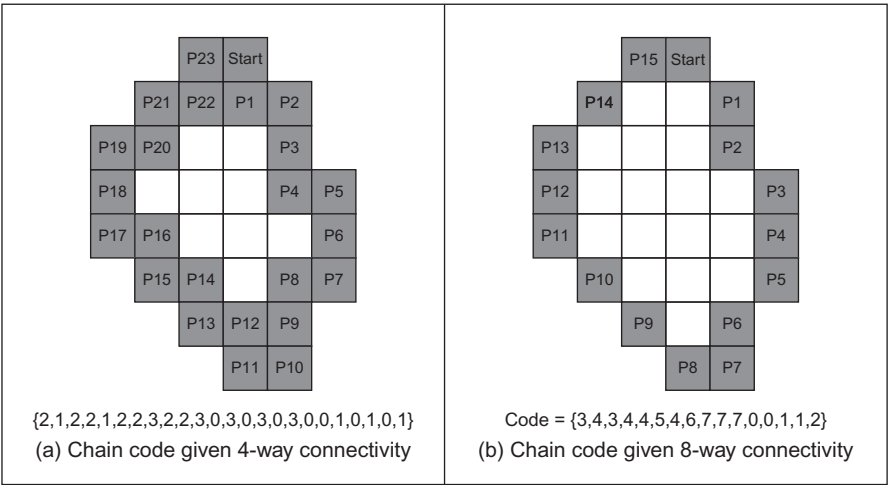 P23 Start
P21 P22 P1 P2
P19 P20 P3
P18 P4 P5
P17 P16 P6
P15 P14 P8 P7
P13 P12 P9
P11 P10
{2,1,2,2,1,2,2,3,2,2,3,0,3,0,3,0,3,0,0,1,0,1,0,1}
(a) Chain code given 4-way connectivity
P15 Start
P14 P1
P13 P2
P12 P3
P11 P4
P10 P5
P9 P6
P8 P7
Code = {3,4,3,4,4,5,4,6,7,7,7,0,0,1,1,2}
(b) Chain code given 8-way connectivity